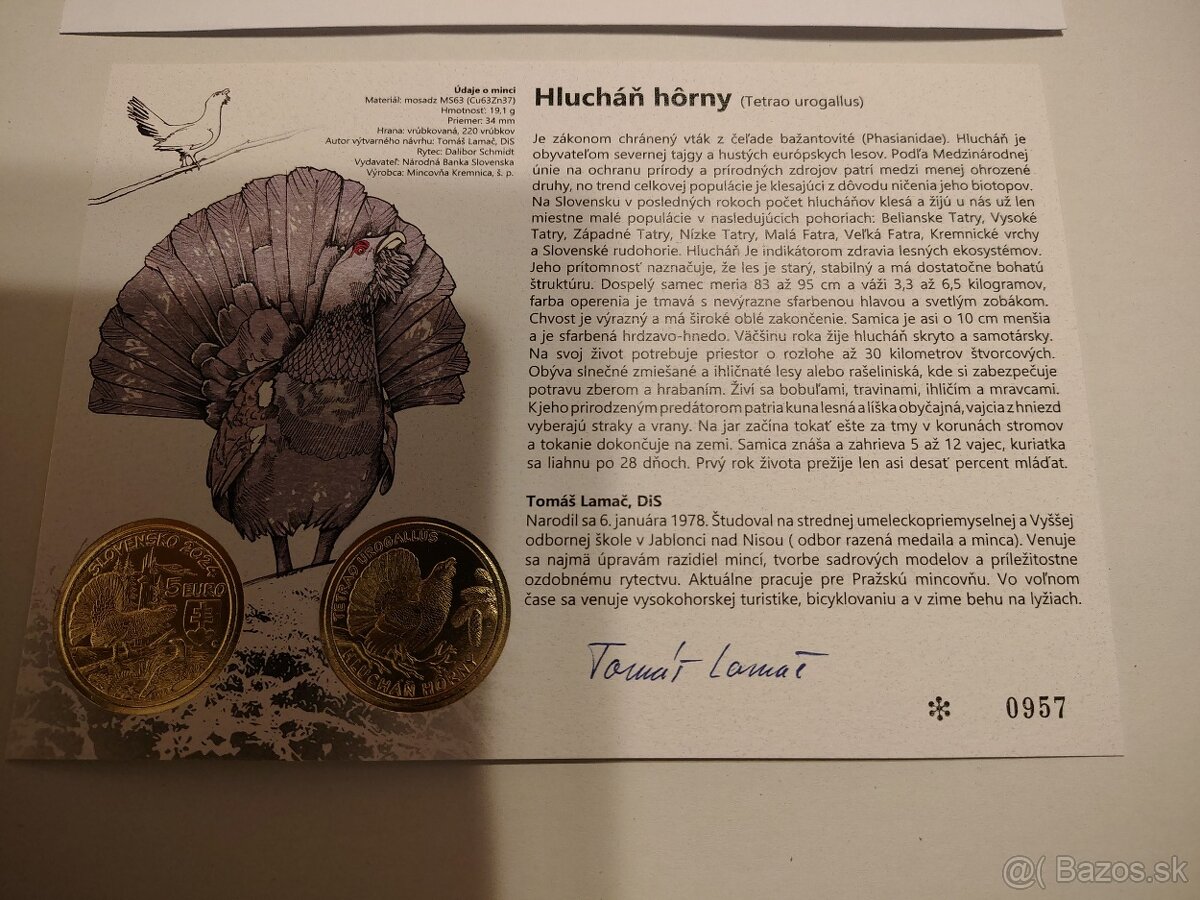 Údaje o minci
Materiál: mosadz MS63 (Cu63Zn37)
Hmotnosť: 19,1 g
Priemer: 34 mm
Hrana: vrúbkovaná, 220 vrúbkov
Autor výtvarného návrhu: Tomáš Lamač, DiS
Rytec: Dalibor Schmidt
Vydavateľ: Národná Banka Slovenska
Výrobca: Mincovňa Kremnica, š. p.
Hlucháň hôrny (Tetrao urogallus)
Je zákonom chránený vták z čeľade bažantovité (Phasianidae). Hlucháň je
obyvateľom severnej tajgy a hustých európskych lesov. Podľa Medzinárodnej
únie na ochranu prírody a prírodných zdrojov patrí medzi menej ohrozené
druhy, no trend celkovej populácie je klesajúci z dôvodu ničenia jeho biotopov.
Na Slovensku v posledných rokoch počet hlucháňov klesá a žijú u nás už len
miestne malé populácie v nasledujúcich pohoriach: Belianske Tatry, Vysoké
Tatry, Západné Tatry, Nízke Tatry, Malá Fatra, Veľká Fatra, Kremnické vrchy
a Slovenské rudohorie. Hlucháň Je indikátorom zdravia lesných ekosystémov.
Jeho prítomnosť naznačuje, že les je starý, stabilný a má dostatočne bohatú
štruktúru. Dospelý samec meria 83 až 95 cm a váži 3,3 až 6,5 kilogramov,
farba operenia je tmavá s nevýrazne sfarbenou hlavou a svetlým zobákom.
Chvost je výrazný a má široké oblé zakončenie. Samica je asi o 10 cm menšia
a je sfarbená hrdzavo-hnedo. Väčšinu roka žije hlucháň skryto a samotársky.
Na svoj život potrebuje priestor o rozlohe až 30 kilometrov štvorcových.
Obýva slnečné zmiešané a ihličnaté lesy alebo rašeliniská, kde si zabezpečuje
potravu zberom a hrabaním. Živí sa bobuľami, travinami, ihličím a mravcami.
K jeho prirodzeným predátorom patria kuna lesná a líška obyčajná, vajcia z hniezd
vyberajú straky a vrany. Na jar začína tokať ešte za tmy v korunách stromov
a tokanie dokončuje na zemi. Samica znáša a zahrieva 5 až 12 vajec, kuriatka
sa liahnu po 28 dňoch. Prvý rok života prežije len asi desať percent mláďat.
Tomáš Lamač, DiS
Narodil sa 6. januára 1978. Študoval na strednej umeleckopriemyselnej a Vyššej
odbornej škole v Jablonci nad Nisou ( odbor razená medaila a minca). Venuje
sa najmä úpravám razidiel mincí, tvorbe sadrových modelov a príležitostne
ozdobnému rytectvu. Aktuálne pracuje pre Pražskú mincovňu. Vo voľnom
čase sa venuje vysokohorskej turistike, bicyklovaniu a v zime behu na lyžiach.
SLOVENSKO 2024
5 EURO
TETRAO UROGALLUS
HLUCHÁŇ HÔRNY
Tomáš Lamač
0957
@( Bazos.sk